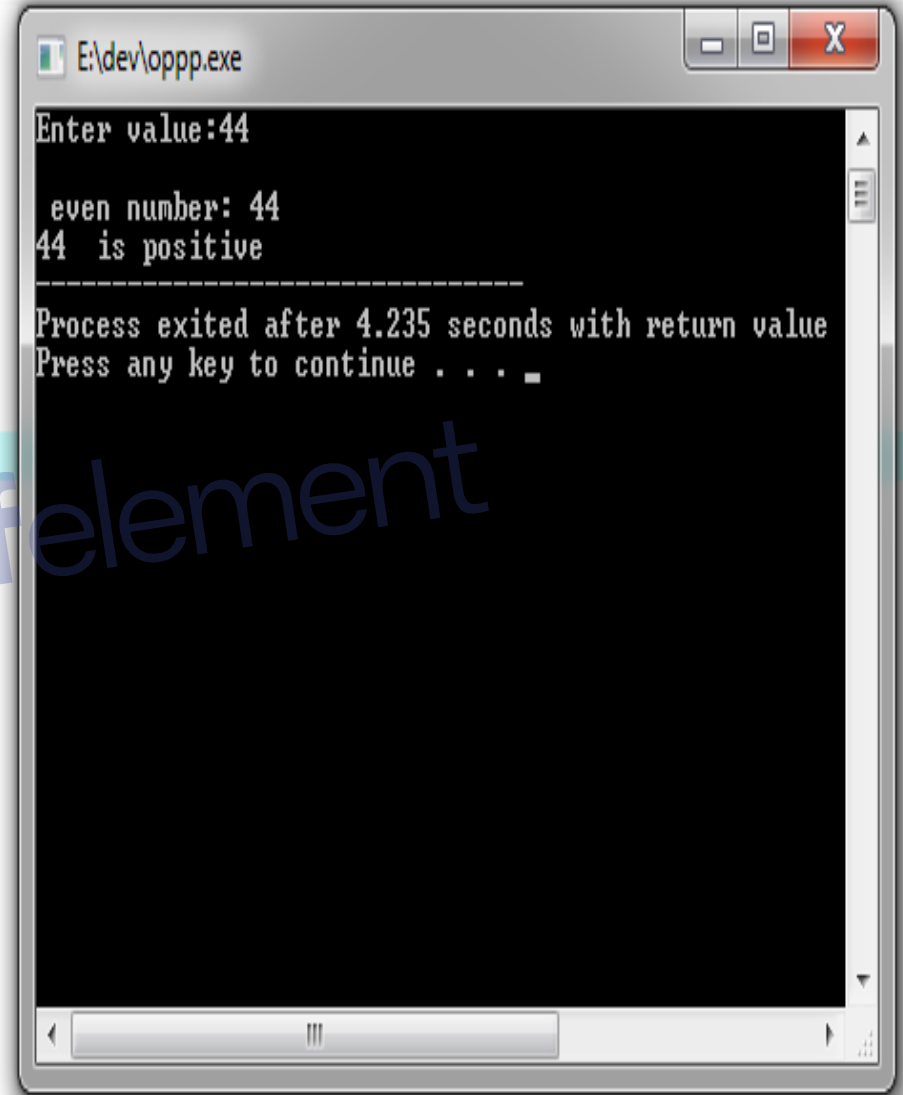 E:\dev\oppp.exe
Enter value:44
even number: 44
44 is positive
--------------------------------
Process exited after 4.235 seconds with return value
Press any key to continue . . . _
felement